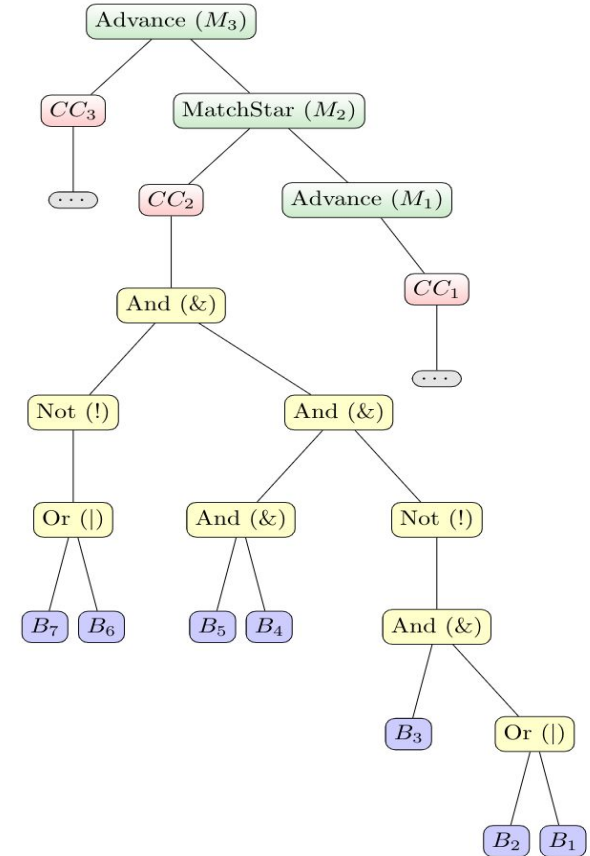 Advance (M₃)
CC₃
MatchStar (M₂)
···
CC₂
Advance (M₁)
And (&)
CC₁
···
Not (!)
And (&)
Or (|)
And (&)
Not (!)
B₇
B₆
B₅
B₄
And (&)
B₃
Or (|)
B₂
B₁